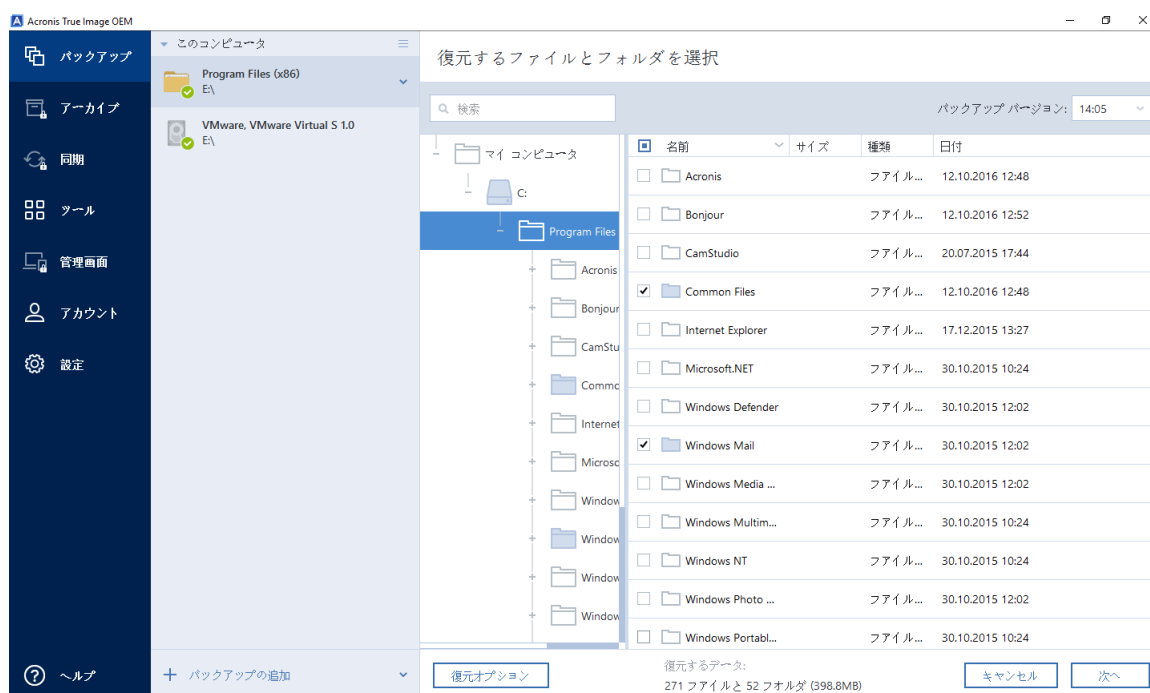 Acronis True Image OEM
バックアップ
アーカイブ
同期
ツール
管理画面
アカウント
設定
ヘルプ
このコンピュータ
Program Files (x86)
E:\
VMware, VMware Virtual S 1.0
E:\
バックアップの追加
復元するファイルとフォルダを選択
検索
バックアップ バージョン: 14:05
マイ コンピュータ
C:
Program Files
Acronis
Bonjour
CamStu
Commo
Internet
Microso
Window
Window
Window
Window
名前 サイズ 種類 日付
Acronis ファイル... 12.10.2016 12:48
Bonjour ファイル... 12.10.2016 12:52
CamStudio ファイル... 20.07.2015 17:44
Common Files ファイル... 12.10.2016 12:48
Internet Explorer ファイル... 17.12.2015 13:27
Microsoft.NET ファイル... 30.10.2015 10:24
Windows Defender ファイル... 30.10.2015 12:02
Windows Mail ファイル... 30.10.2015 12:02
Windows Media ... ファイル... 30.10.2015 12:02
Windows Multim... ファイル... 30.10.2015 10:24
Windows NT ファイル... 30.10.2015 10:24
Windows Photo ... ファイル... 30.10.2015 12:02
Windows Portabl... ファイル... 30.10.2015 10:24
復元オプション
復元するデータ:
271 ファイルと 52 フォルダ (398.8MB)
キャンセル
次へ